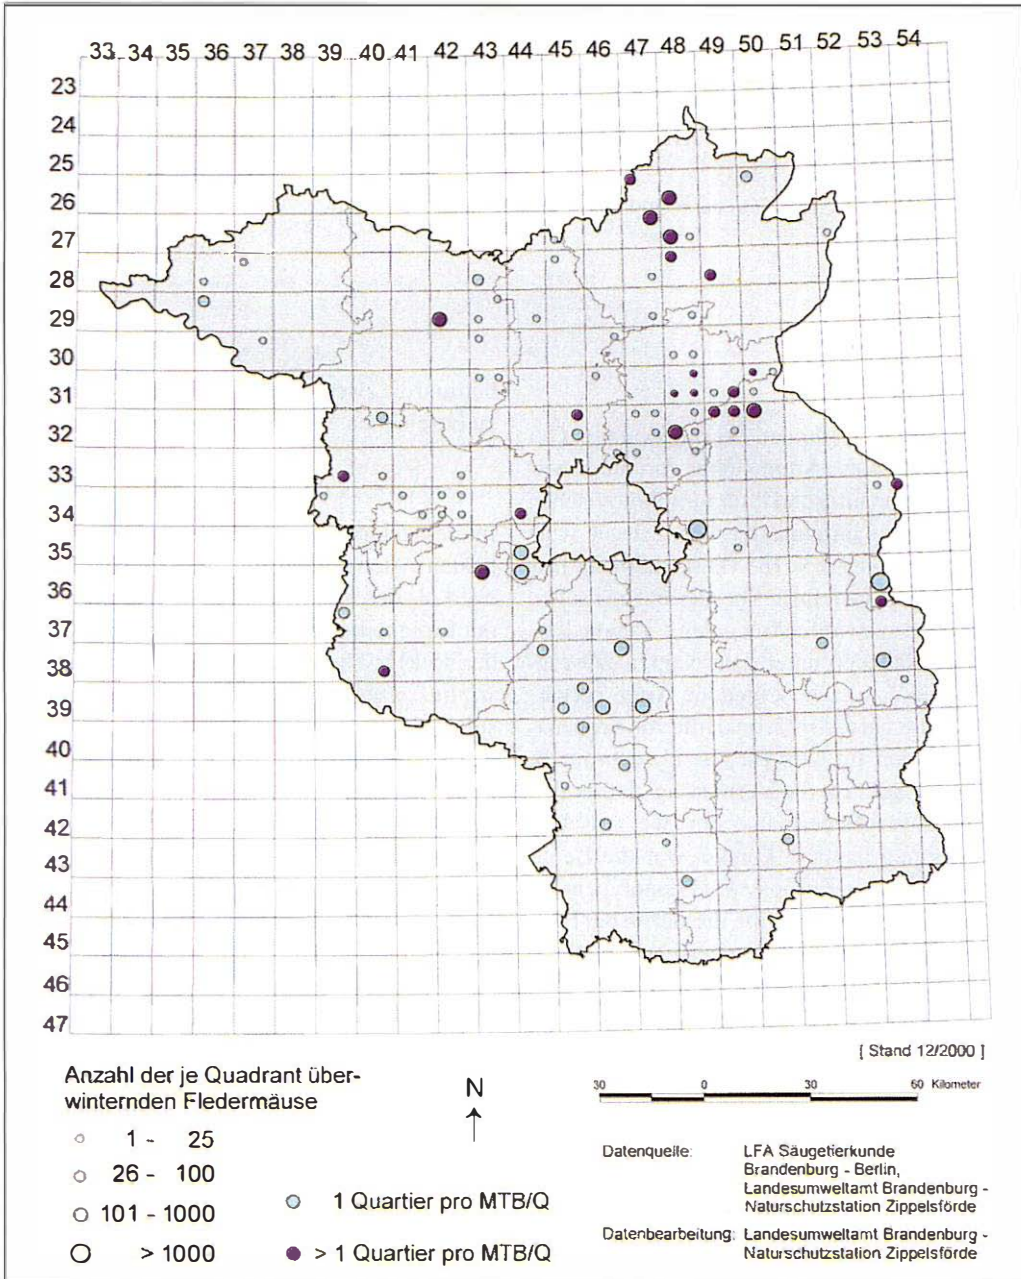 33 34 35 36 37 38 39 40 41 42 43 44 45 46 47 48 49 50 51 52 53 54
23
24
25
26
27
28
29
30
31
32
33
34
35
36
37
38
39
40
41
42
43
44
45
46
47
[ Stand 12/2000 ]
Anzahl der je Quadrant über-
winternden Fledermäuse
1 - 25
26 - 100
101 - 1000
> 1000
1 Quartier pro MTB/Q
> 1 Quartier pro MTB/Q
N
30 0 30 60 Kilometer
Datenquelle: LFA Säugetierkunde
Brandenburg - Berlin,
Landesumweltamt Brandenburg -
Naturschutzstation Zippelsförde
Datenbearbeitung: Landesumweltamt Brandenburg -
Naturschutzstation Zippelsförde